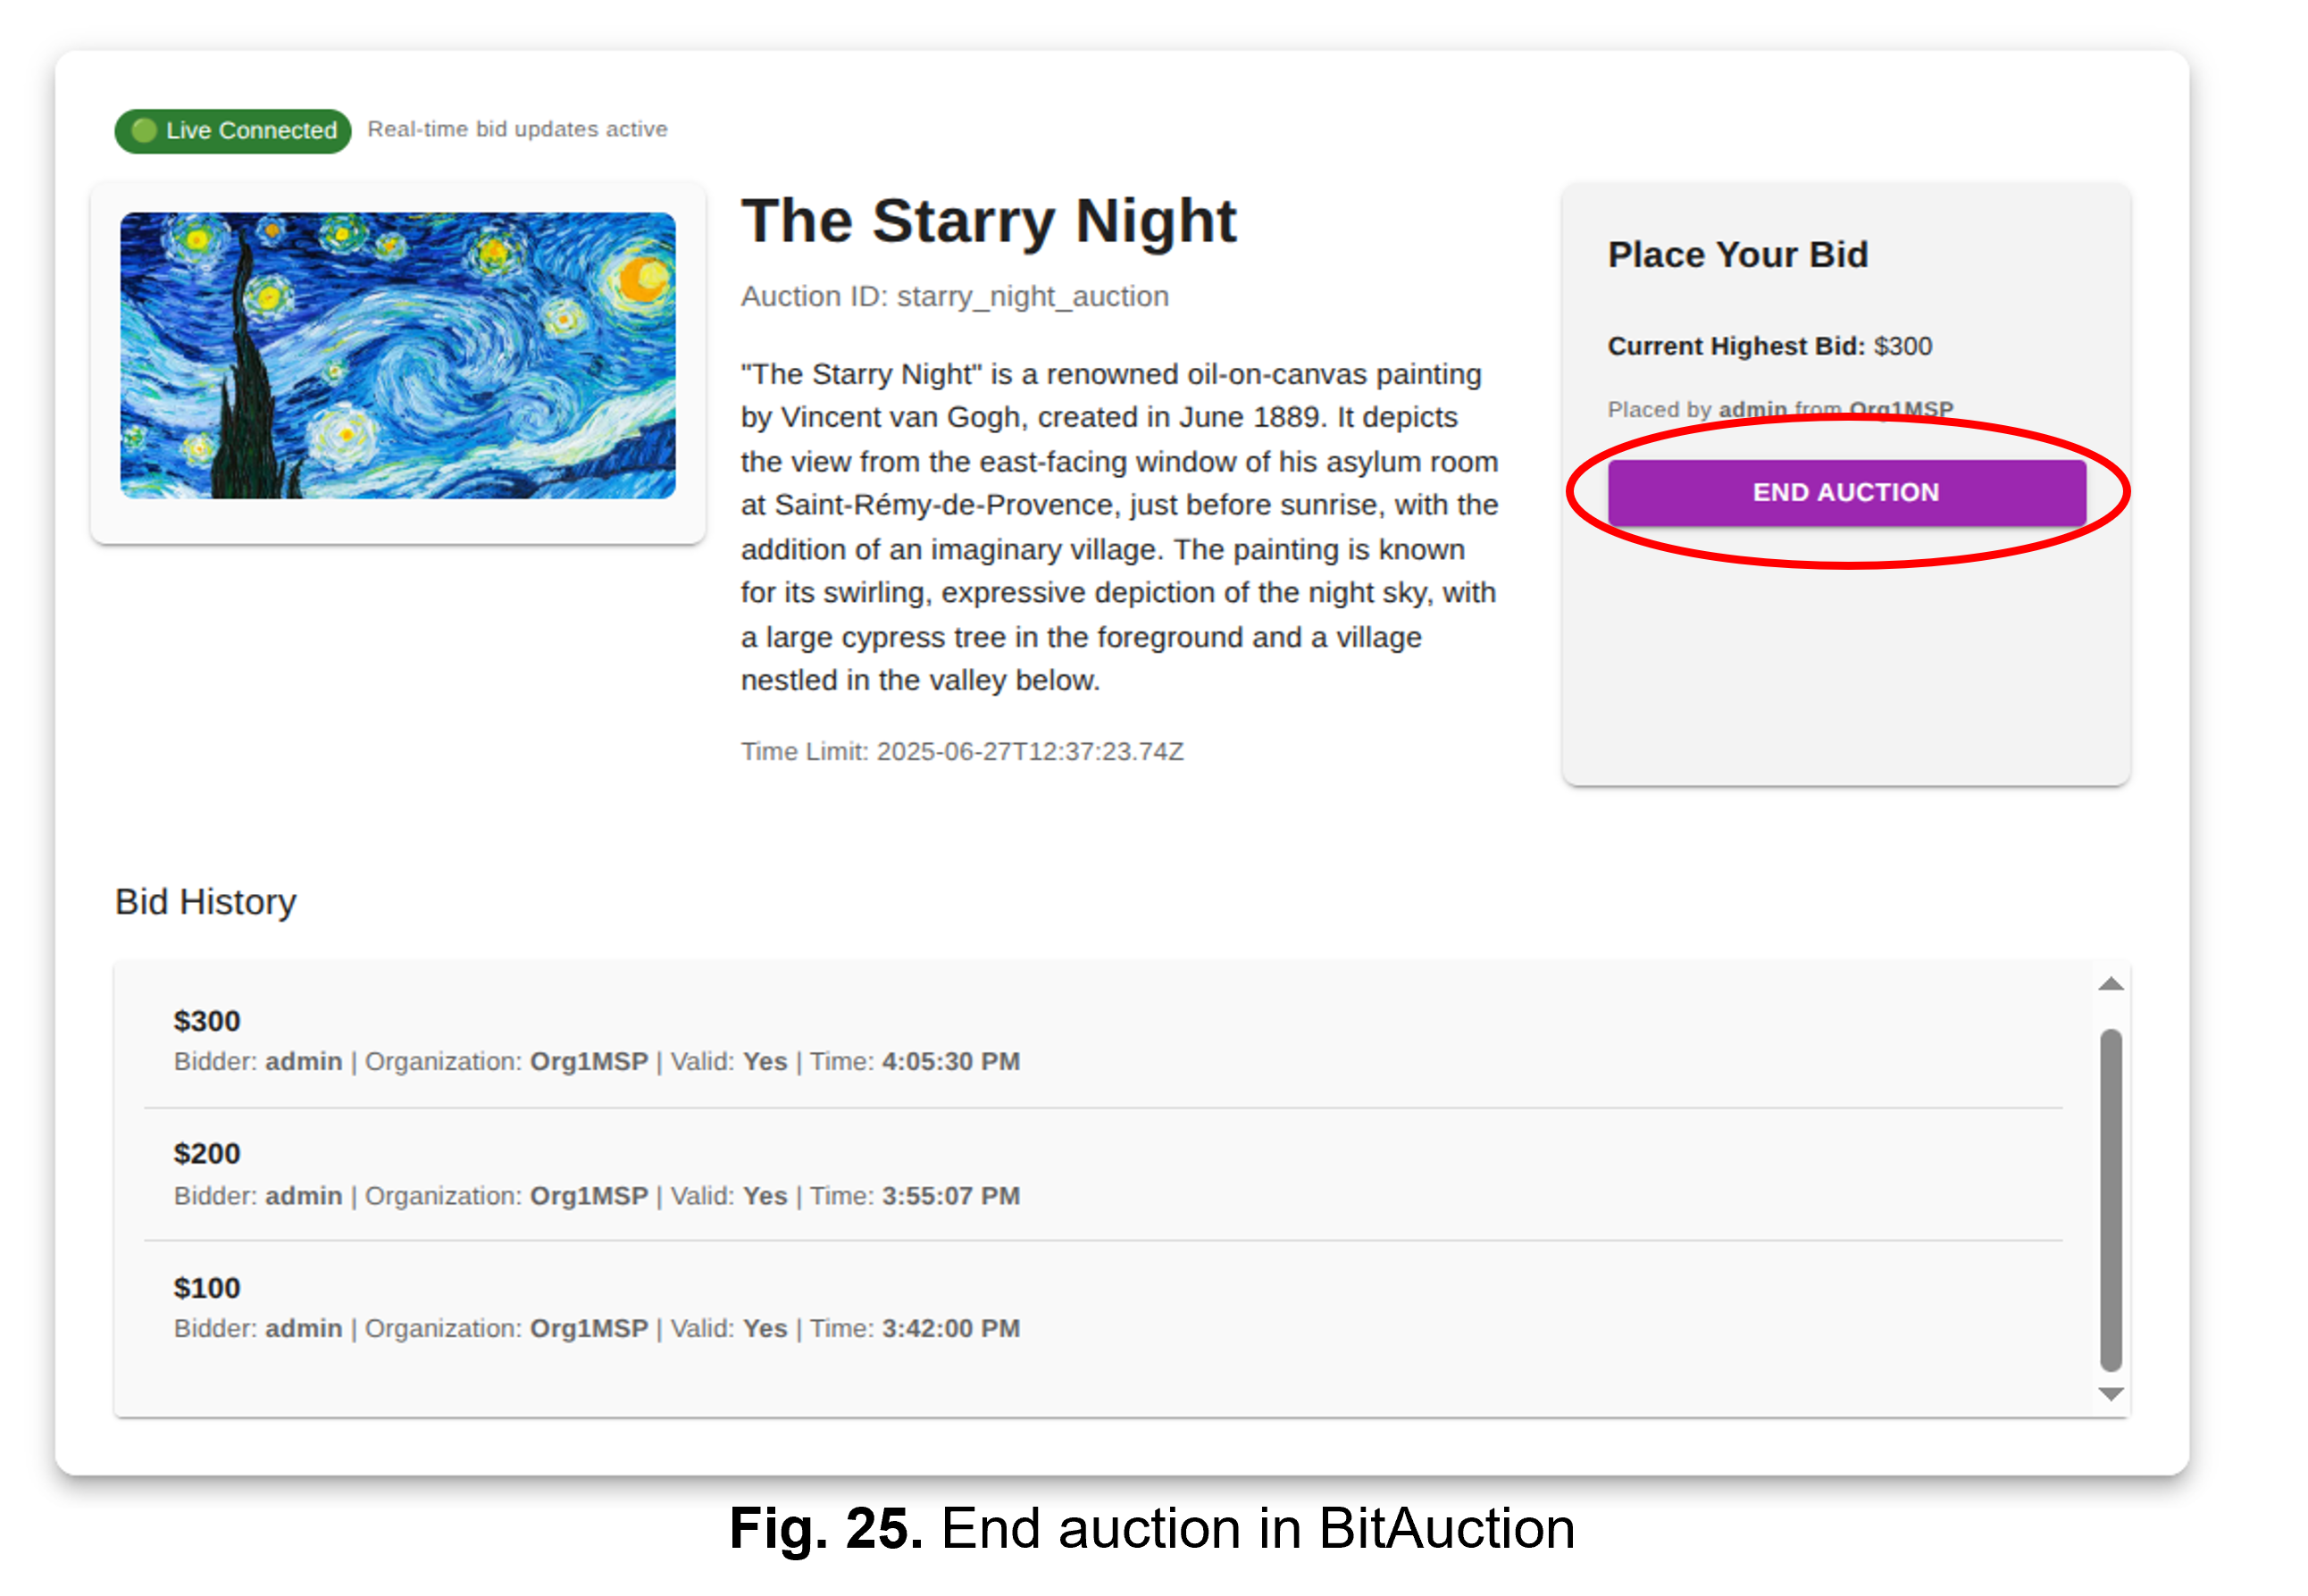 Live Connected Real-time bid updates active
The Starry Night
Auction ID: starry_night_auction
"The Starry Night" is a renowned oil-on-canvas painting
by Vincent van Gogh, created in June 1889. It depicts
the view from the east-facing window of his asylum room
at Saint-Rémy-de-Provence, just before sunrise, with the
addition of an imaginary village. The painting is known
for its swirling, expressive depiction of the night sky, with
a large cypress tree in the foreground and a village
nestled in the valley below.
Time Limit: 2025-06-27T12:37:23.74Z
Place Your Bid
Current Highest Bid: $300
Placed by admin from Org1MSP
END AUCTION
Bid History
$300
Bidder: admin | Organization: Org1MSP | Valid: Yes | Time: 4:05:30 PM
$200
Bidder: admin | Organization: Org1MSP | Valid: Yes | Time: 3:55:07 PM
$100
Bidder: admin | Organization: Org1MSP | Valid: Yes | Time: 3:42:00 PM
Fig. 25. End auction in BitAuction